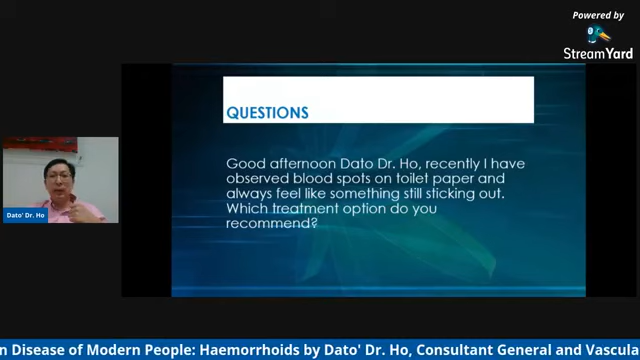 Powered by
StreamYard
QUESTIONS
Good afternoon Dato Dr. Ho, recently I have
observed blood spots on toilet paper and
always feel like something still sticking out.
Which treatment option do you
recommend?
Dato' Dr. Ho
n Disease of Modern People: Haemorrhoids by Dato' Dr. Ho, Consultant General and Vascula